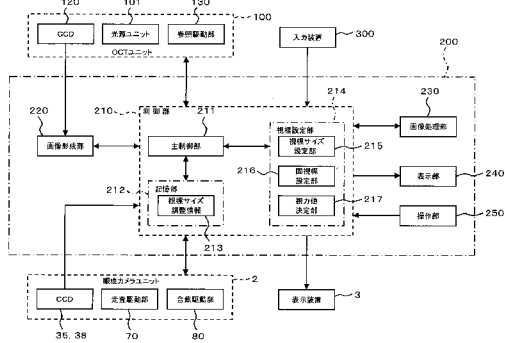 120
101
130
100
CCD
光源ユニット
参照駆動部
OCTユニット
入力装置
300
200
制御部
210
211
214
220
画像形成部
主制御部
視標設定部
視標サイズ
設定部
215
230
画像処理部
216
固視標
設定部
240
表示部
212
記憶部
視標サイズ
調整情報
213
視力値
決定部
217
250
操作部
眼底カメラユニット
2
CCD
走査駆動部
合焦駆動部
35, 38
70
80
表示装置
3